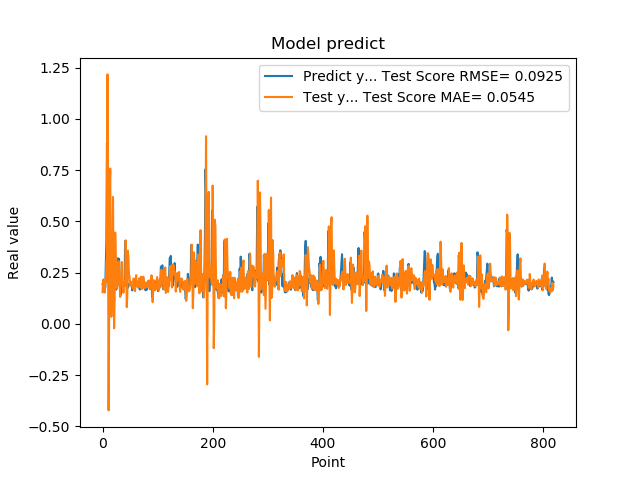 Model predict
Predict y... Test Score RMSE= 0.0925
Test y... Test Score MAE= 0.0545
1.25
1.00
0.75
0.50
0.25
0.00
−0.25
−0.50
Real value
0 200 400 600 800
Point